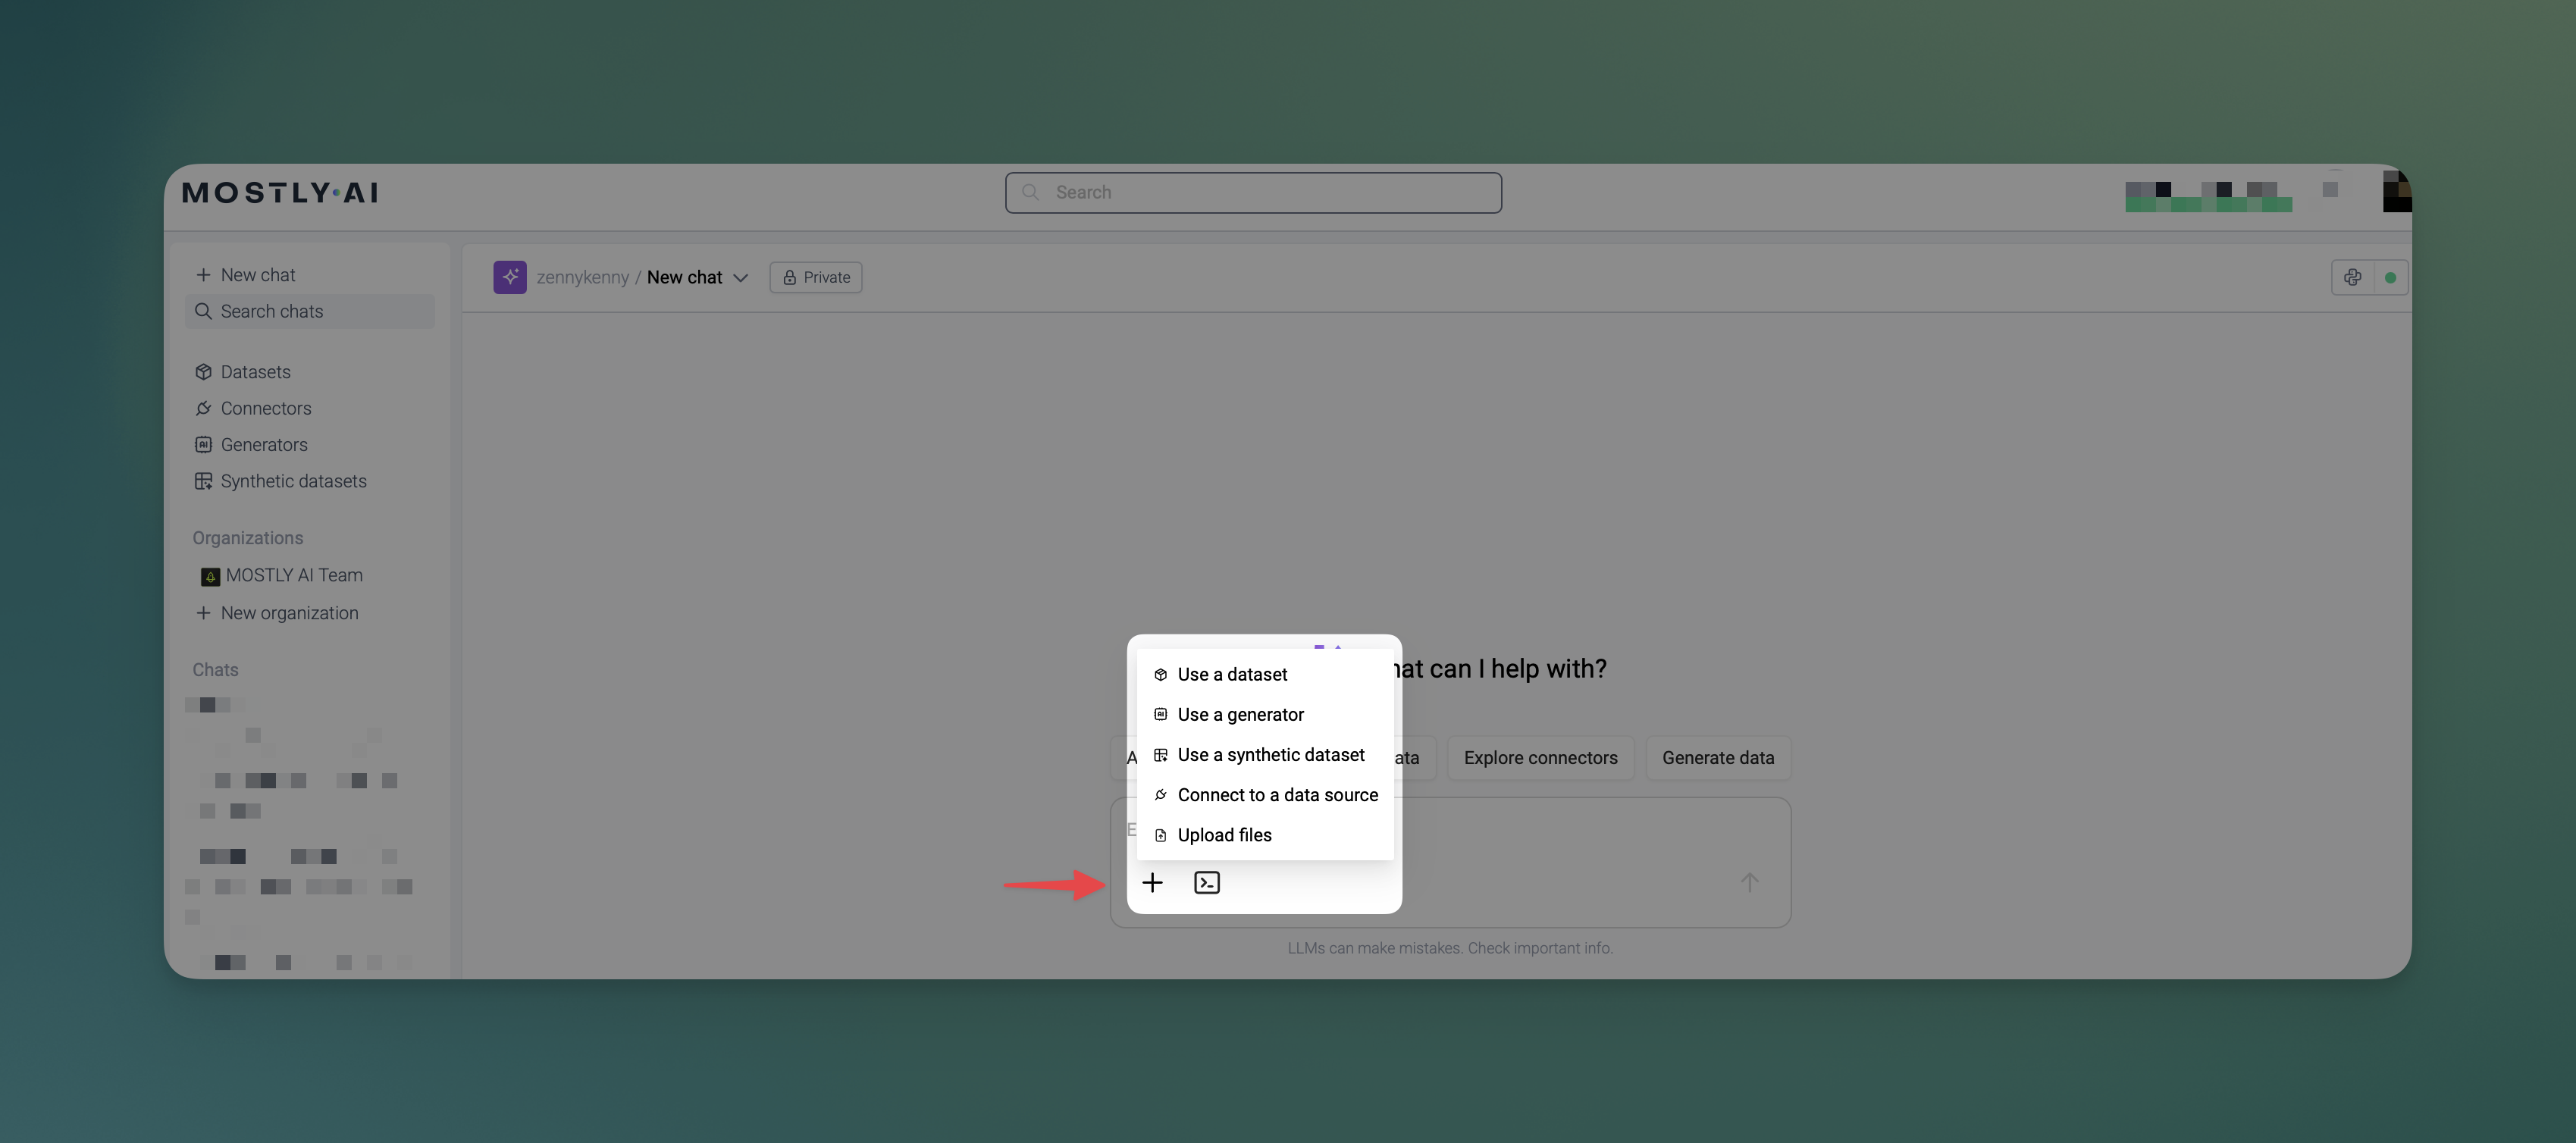 MOSTLY AI
Search
New chat
Search chats
Datasets
Connectors
Generators
Synthetic datasets
Organizations
MOSTLY AI Team
New organization
Chats
zennykenny / New chat
Private
can I help with?
Explore connectors
Generate data
Use a dataset
Use a generator
Use a synthetic dataset
Connect to a data source
Upload files
LLMs can make mistakes. Check important info.